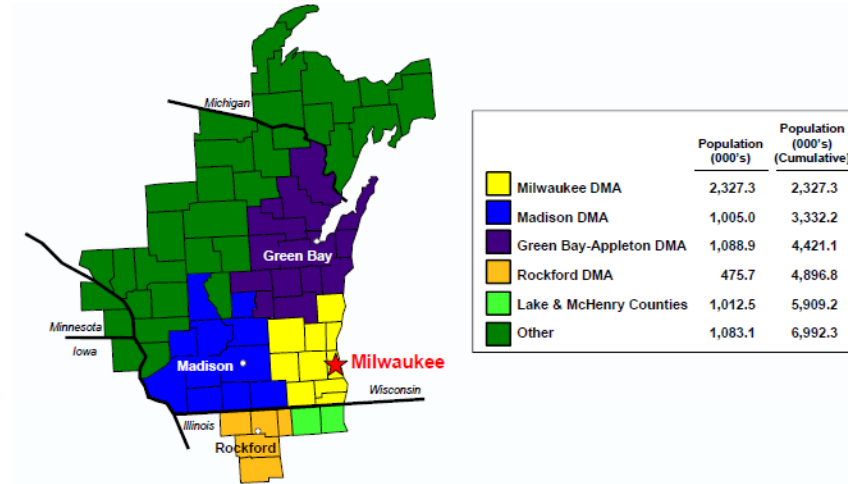 Michigan
Green Bay
Minnesota
Iowa
Madison
Milwaukee
Wisconsin
Illinois
Rockford
Population
(000's)
Population
(000's)
(Cumulative)
Milwaukee DMA 2,327.3 2,327.3
Madison DMA 1,005.0 3,332.2
Green Bay-Appleton DMA 1,088.9 4,421.1
Rockford DMA 475.7 4,896.8
Lake & McHenry Counties 1,012.5 5,909.2
Other 1,083.1 6,992.3